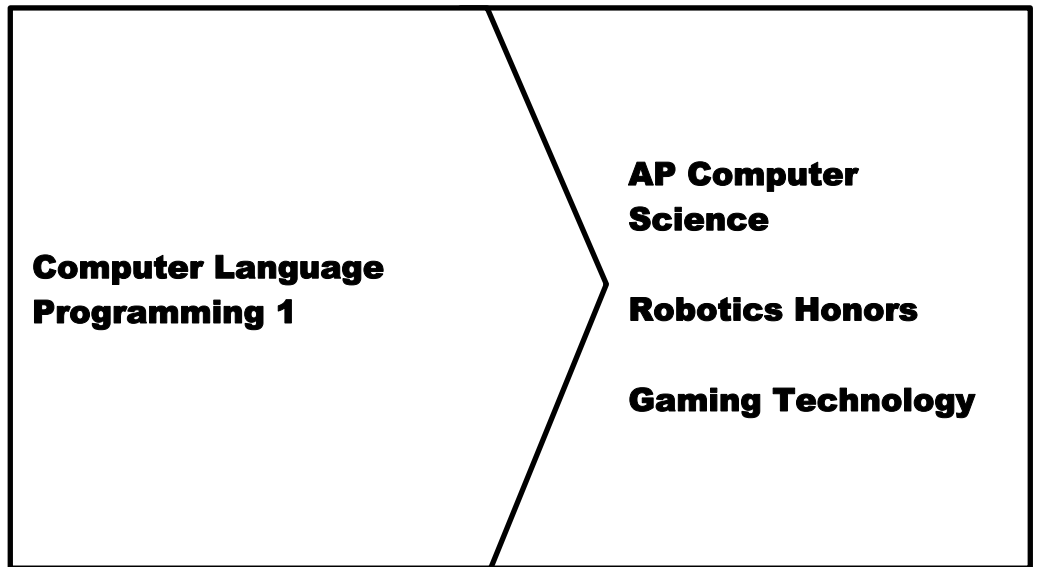 Computer Language
Programming 1
AP Computer
Science
Robotics Honors
Gaming Technology